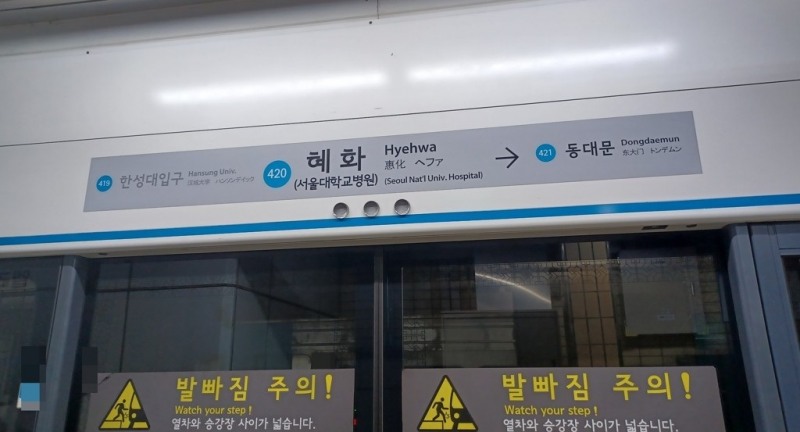 419 한성대입구 Hansung Univ.
420 혜화 Hyehwa
惠化 ヘファ
(서울대학교병원) (Seoul Nat'l Univ. Hospital)
→ 421 동대문 Dongdaemun
东大门 トンデムン
발빠짐 주의!
Watch your step !
열차와 승강장 사이가 넓습니다.
발빠짐 주의!
Watch your step !
열차와 승강장 사이가 넓습니다.